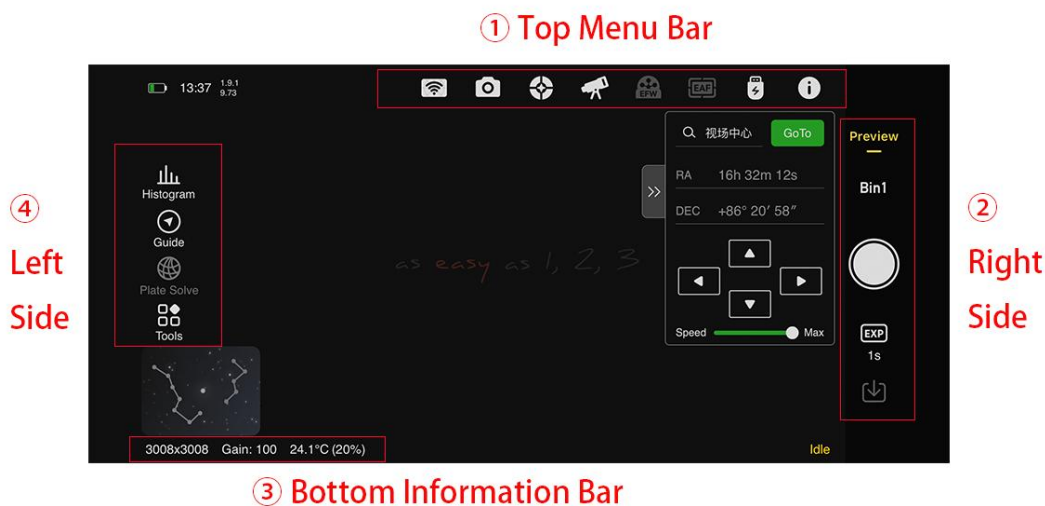 ① Top Menu Bar
13:37 1.9.1
9.73
EFW
EAF
视场中心 GoTo
RA 16h 32m 12s
DEC +86° 20′ 58″
Speed Max
Preview
Bin1
EXP
1s
②
Right
Side
④
Left
Side
Histogram
Guide
Plate Solve
Tools
as easy as 1, 2, 3
3008x3008 Gain: 100 24.1°C (20%)
Idle
③ Bottom Information Bar